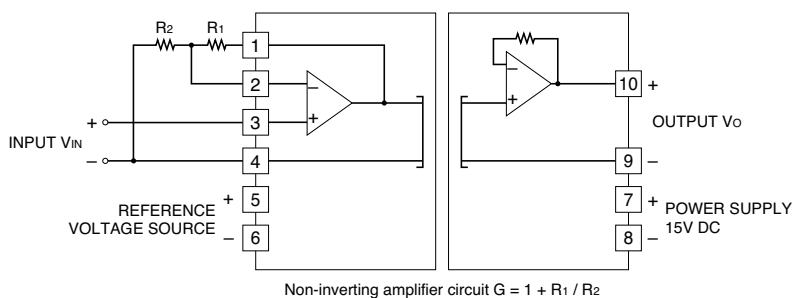 R2 R1
1
2
3
4
5
6
−
+
INPUT VIN
+
−
REFERENCE
VOLTAGE SOURCE
+
−
−
+
10 +
OUTPUT VO
9 −
7 +
POWER SUPPLY
15V DC
8 −
Non-inverting amplifier circuit G = 1 + R1 / R2